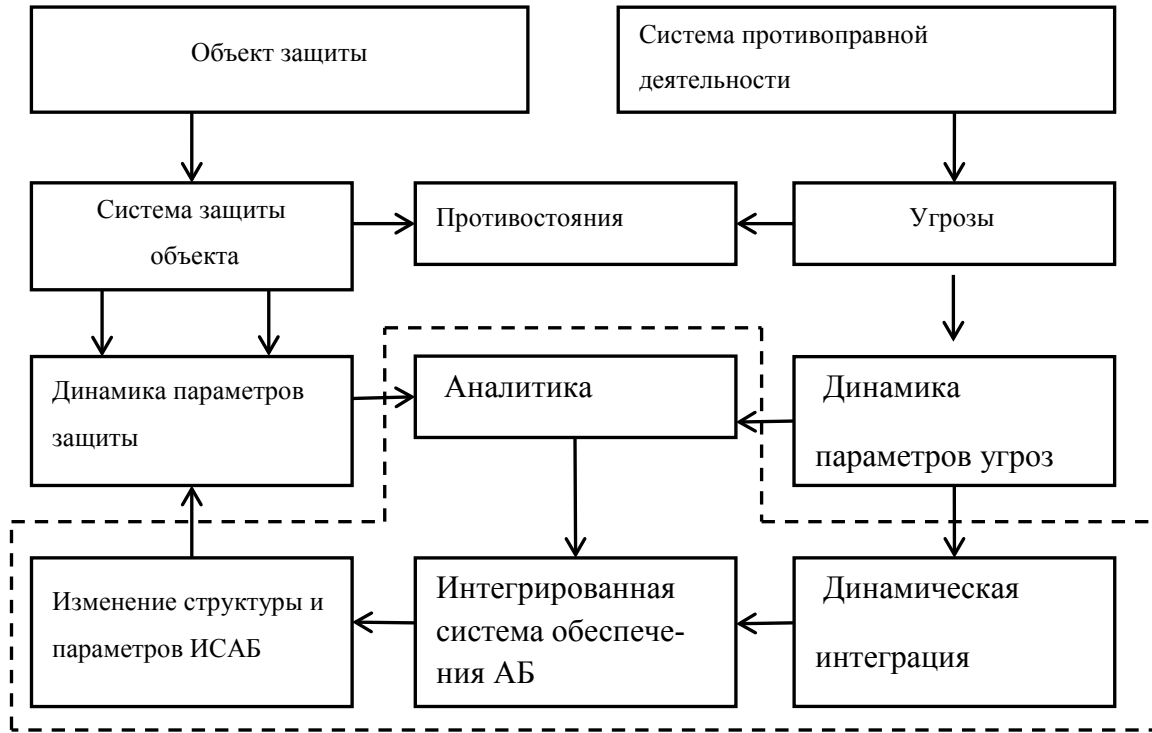 Объект защиты
Система противоправной
деятельности
Система защиты
объекта
Противостояния
Угрозы
Динамика параметров
защиты
Аналитика
Динамика
параметров угроз
Изменение структуры и
параметров ИСАБ
Интегрированная
система обеспече-
ния АБ
Динамическая
интеграция